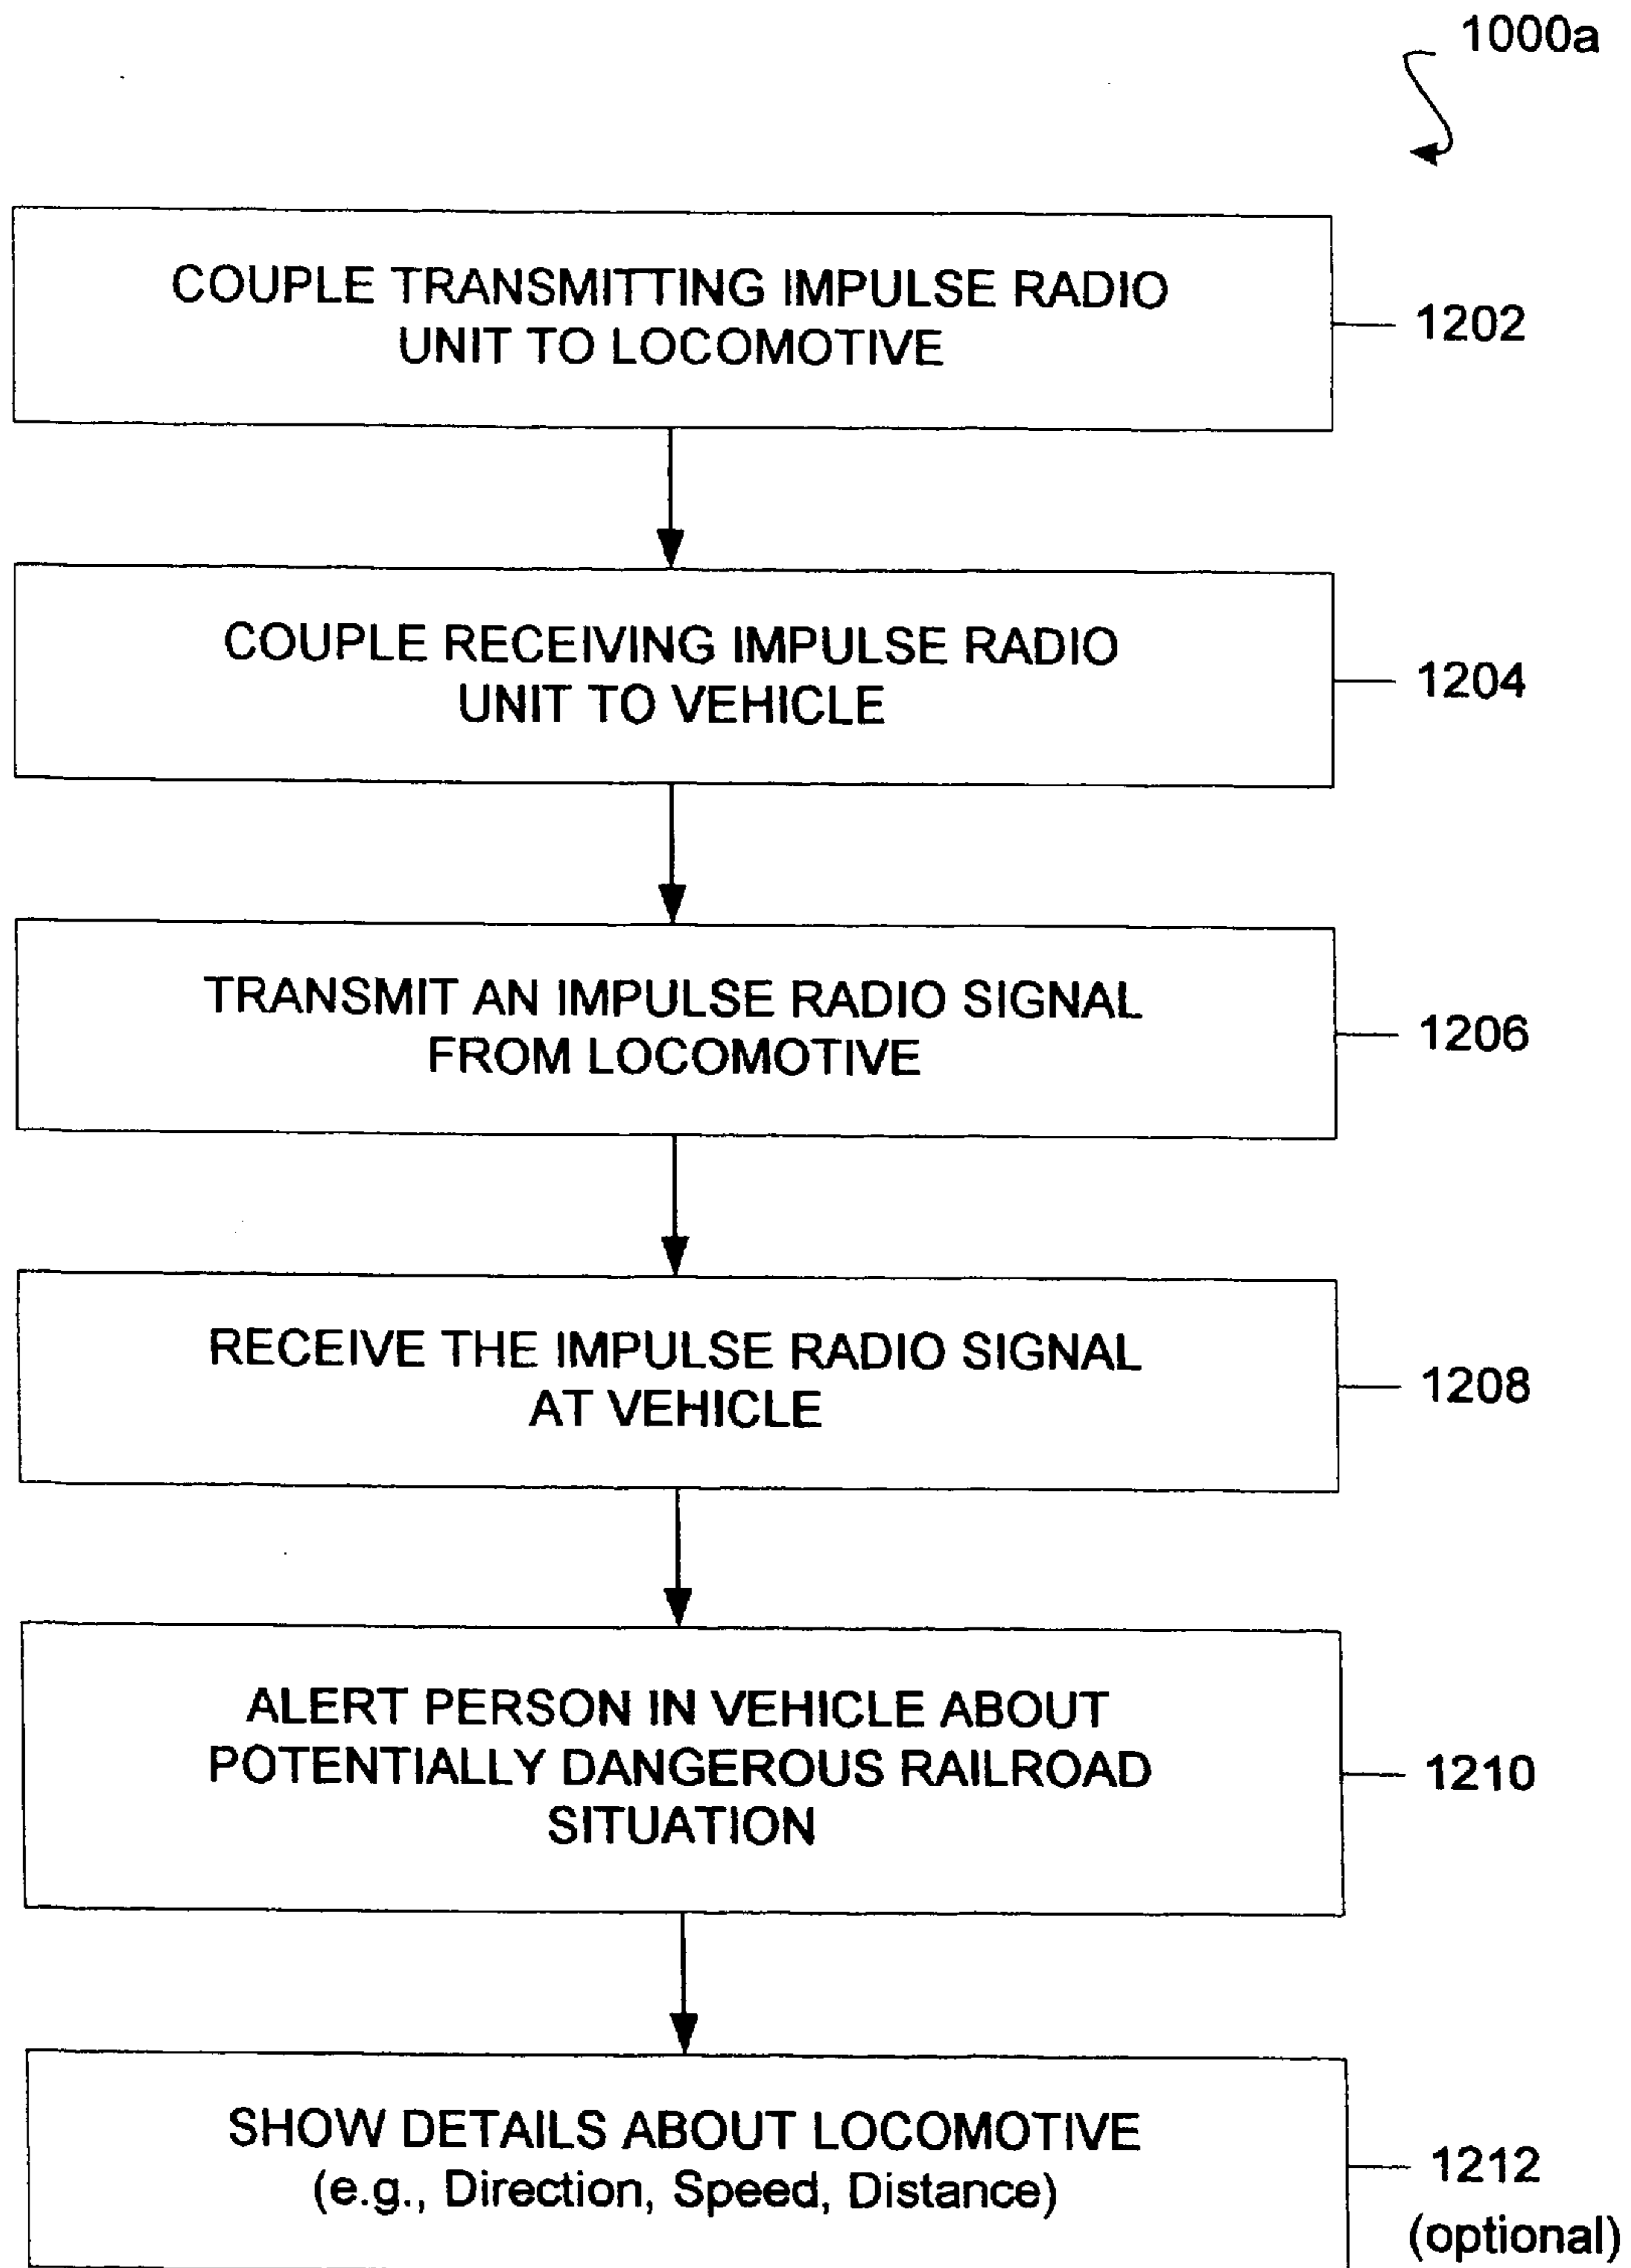 1000a
COUPLE TRANSMITTING IMPULSE RADIO
UNIT TO LOCOMOTIVE
1202
COUPLE RECEIVING IMPULSE RADIO
UNIT TO VEHICLE
1204
TRANSMIT AN IMPULSE RADIO SIGNAL
FROM LOCOMOTIVE
1206
RECEIVE THE IMPULSE RADIO SIGNAL
AT VEHICLE
1208
ALERT PERSON IN VEHICLE ABOUT
POTENTIALLY DANGEROUS RAILROAD
SITUATION
1210
SHOW DETAILS ABOUT LOCOMOTIVE
(e.g., Direction, Speed, Distance)
1212
(optional)